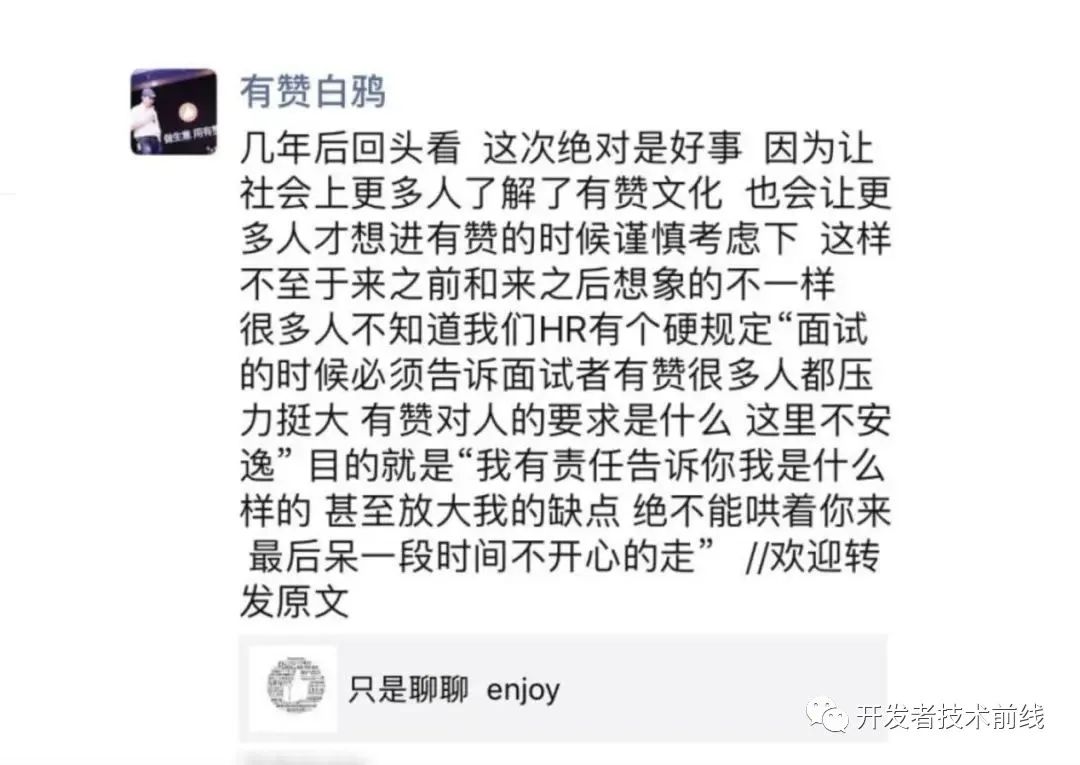 有赞白鸦
几年后回头看 这次绝对是好事 因为让
社会上更多人了解了有赞文化 也会让更
多人才想进有赞的时候谨慎考虑下 这样
不至于来之前和来之后想象的不一样
很多人不知道我们HR有个硬规定“面试
的时候必须告诉面试者有赞很多人都压
力挺大 有赞对人的要求是什么 这里不安
逸” 目的就是“我有责任告诉你我是什么
样的 甚至放大我的缺点 绝不能哄着你来
最后呆一段时间不开心的走” //欢迎转
发原文
只是聊聊 enjoy
开发者技术前线